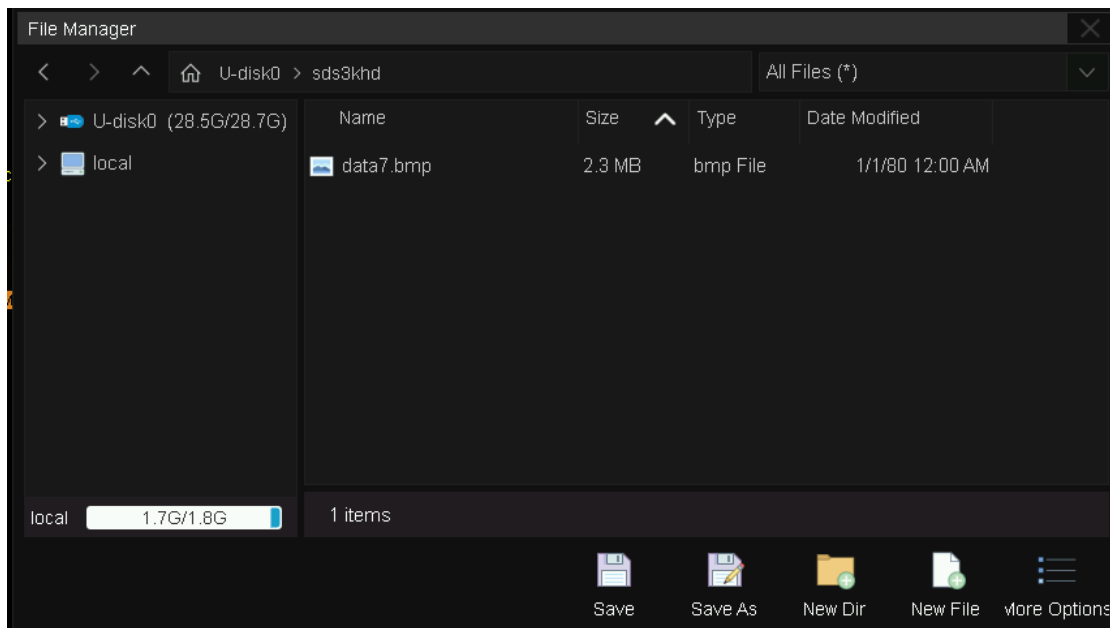 File Manager
U-disk0 > sds3khd
All Files (*)
U-disk0 (28.5G/28.7G)
local
Name Size Type Date Modified
data7.bmp 2.3 MB bmp File 1/1/80 12:00 AM
local 1.7G/1.8G
1 items
Save Save As New Dir New File More Options